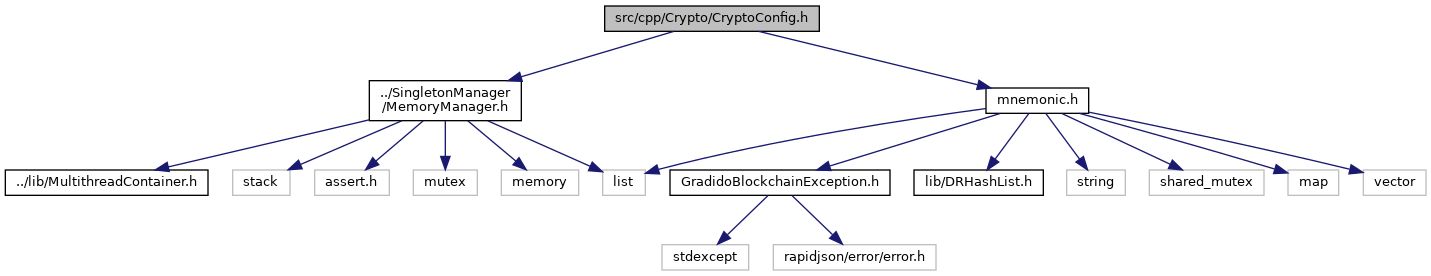 src/cpp/Crypto/CryptoConfig.h
../SingletonManager
/MemoryManager.h
mnemonic.h
../lib/MultithreadContainer.h
stack
assert.h
mutex
memory
list
GradidoBlockchainException.h
lib/DRHashList.h
string
shared_mutex
map
vector
stdexcept
rapidjson/error/error.h